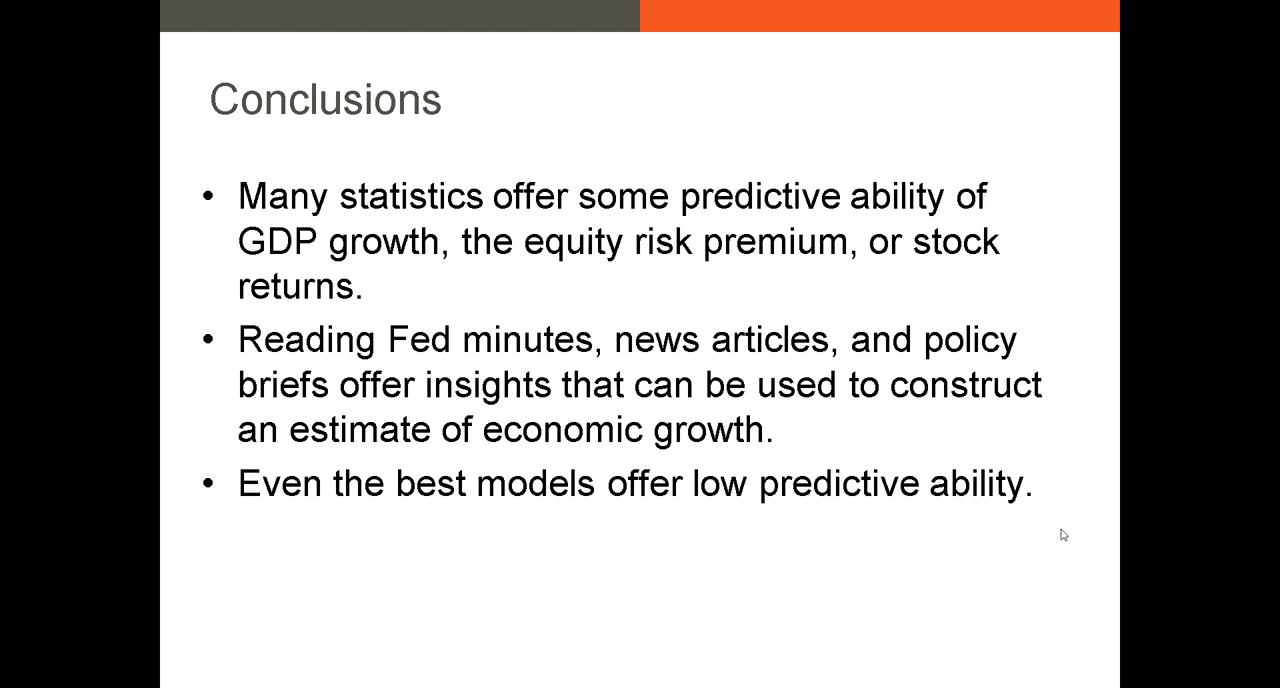 Conclusions
• Many statistics offer some predictive ability of
GDP growth, the equity risk premium, or stock
returns.
• Reading Fed minutes, news articles, and policy
briefs offer insights that can be used to construct
an estimate of economic growth.
• Even the best models offer low predictive ability.